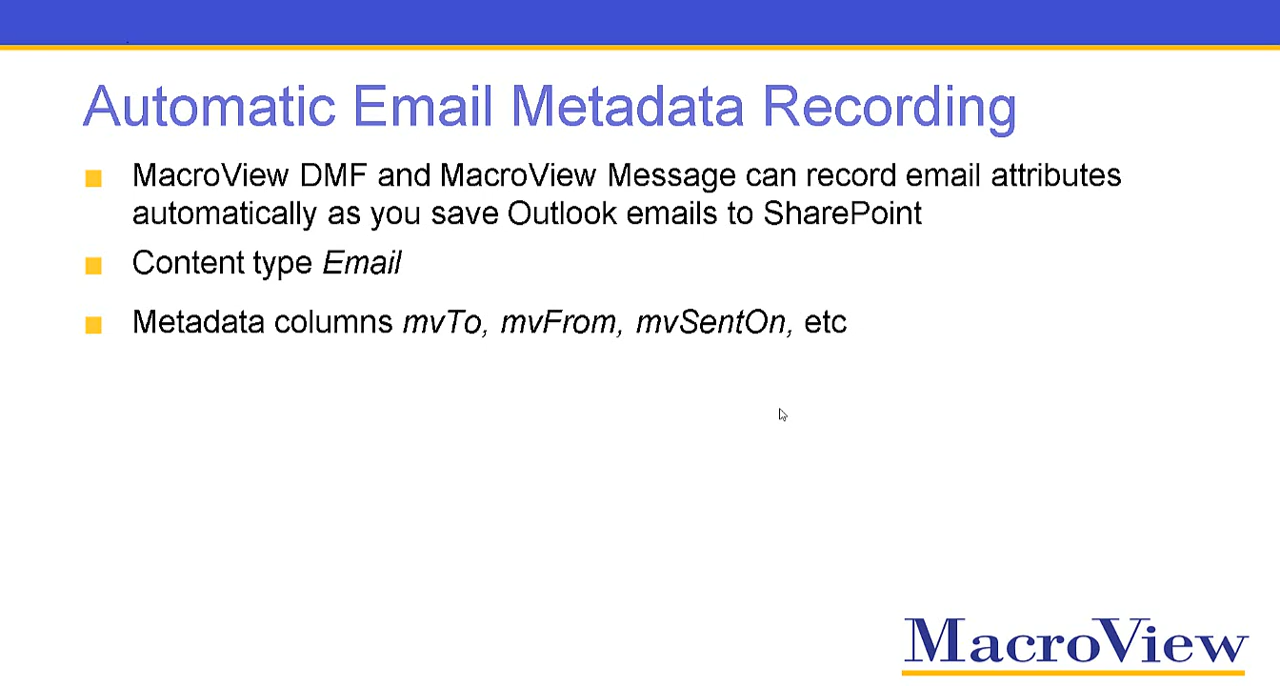 Automatic Email Metadata Recording
MacroView DMF and MacroView Message can record email attributes
automatically as you save Outlook emails to SharePoint
Content type Email
Metadata columns mvTo, mvFrom, mvSentOn, etc
MacroView